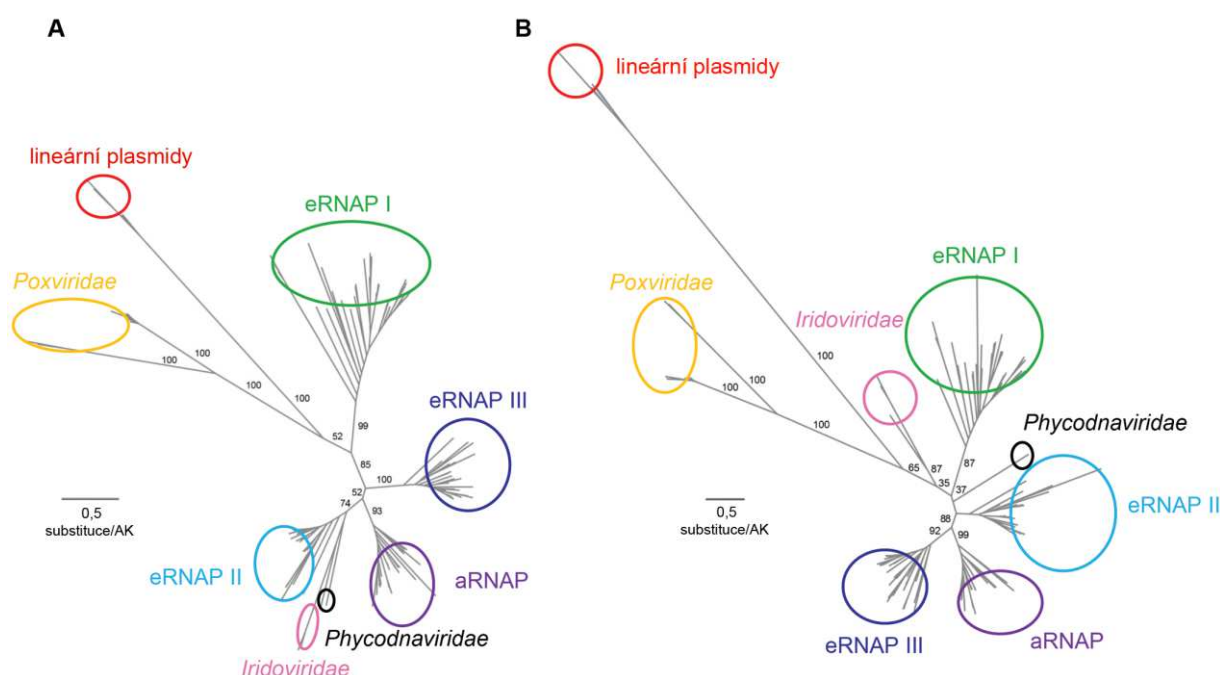 A
lineární plasmidy
eRNAP I
Poxviridae
100
100
100
100
52
99
eRNAP III
85
100
52
74
93
0,5
substituce/AK
eRNAP II
aRNAP
Phycodnaviridae
Iridoviridae
B
lineární plasmidy
eRNAP I
Poxviridae
Iridoviridae
100
100
100
Phycodnaviridae
65
87
87
35
37
0,5
substituce/AK
eRNAP II
88
92
99
eRNAP III
aRNAP